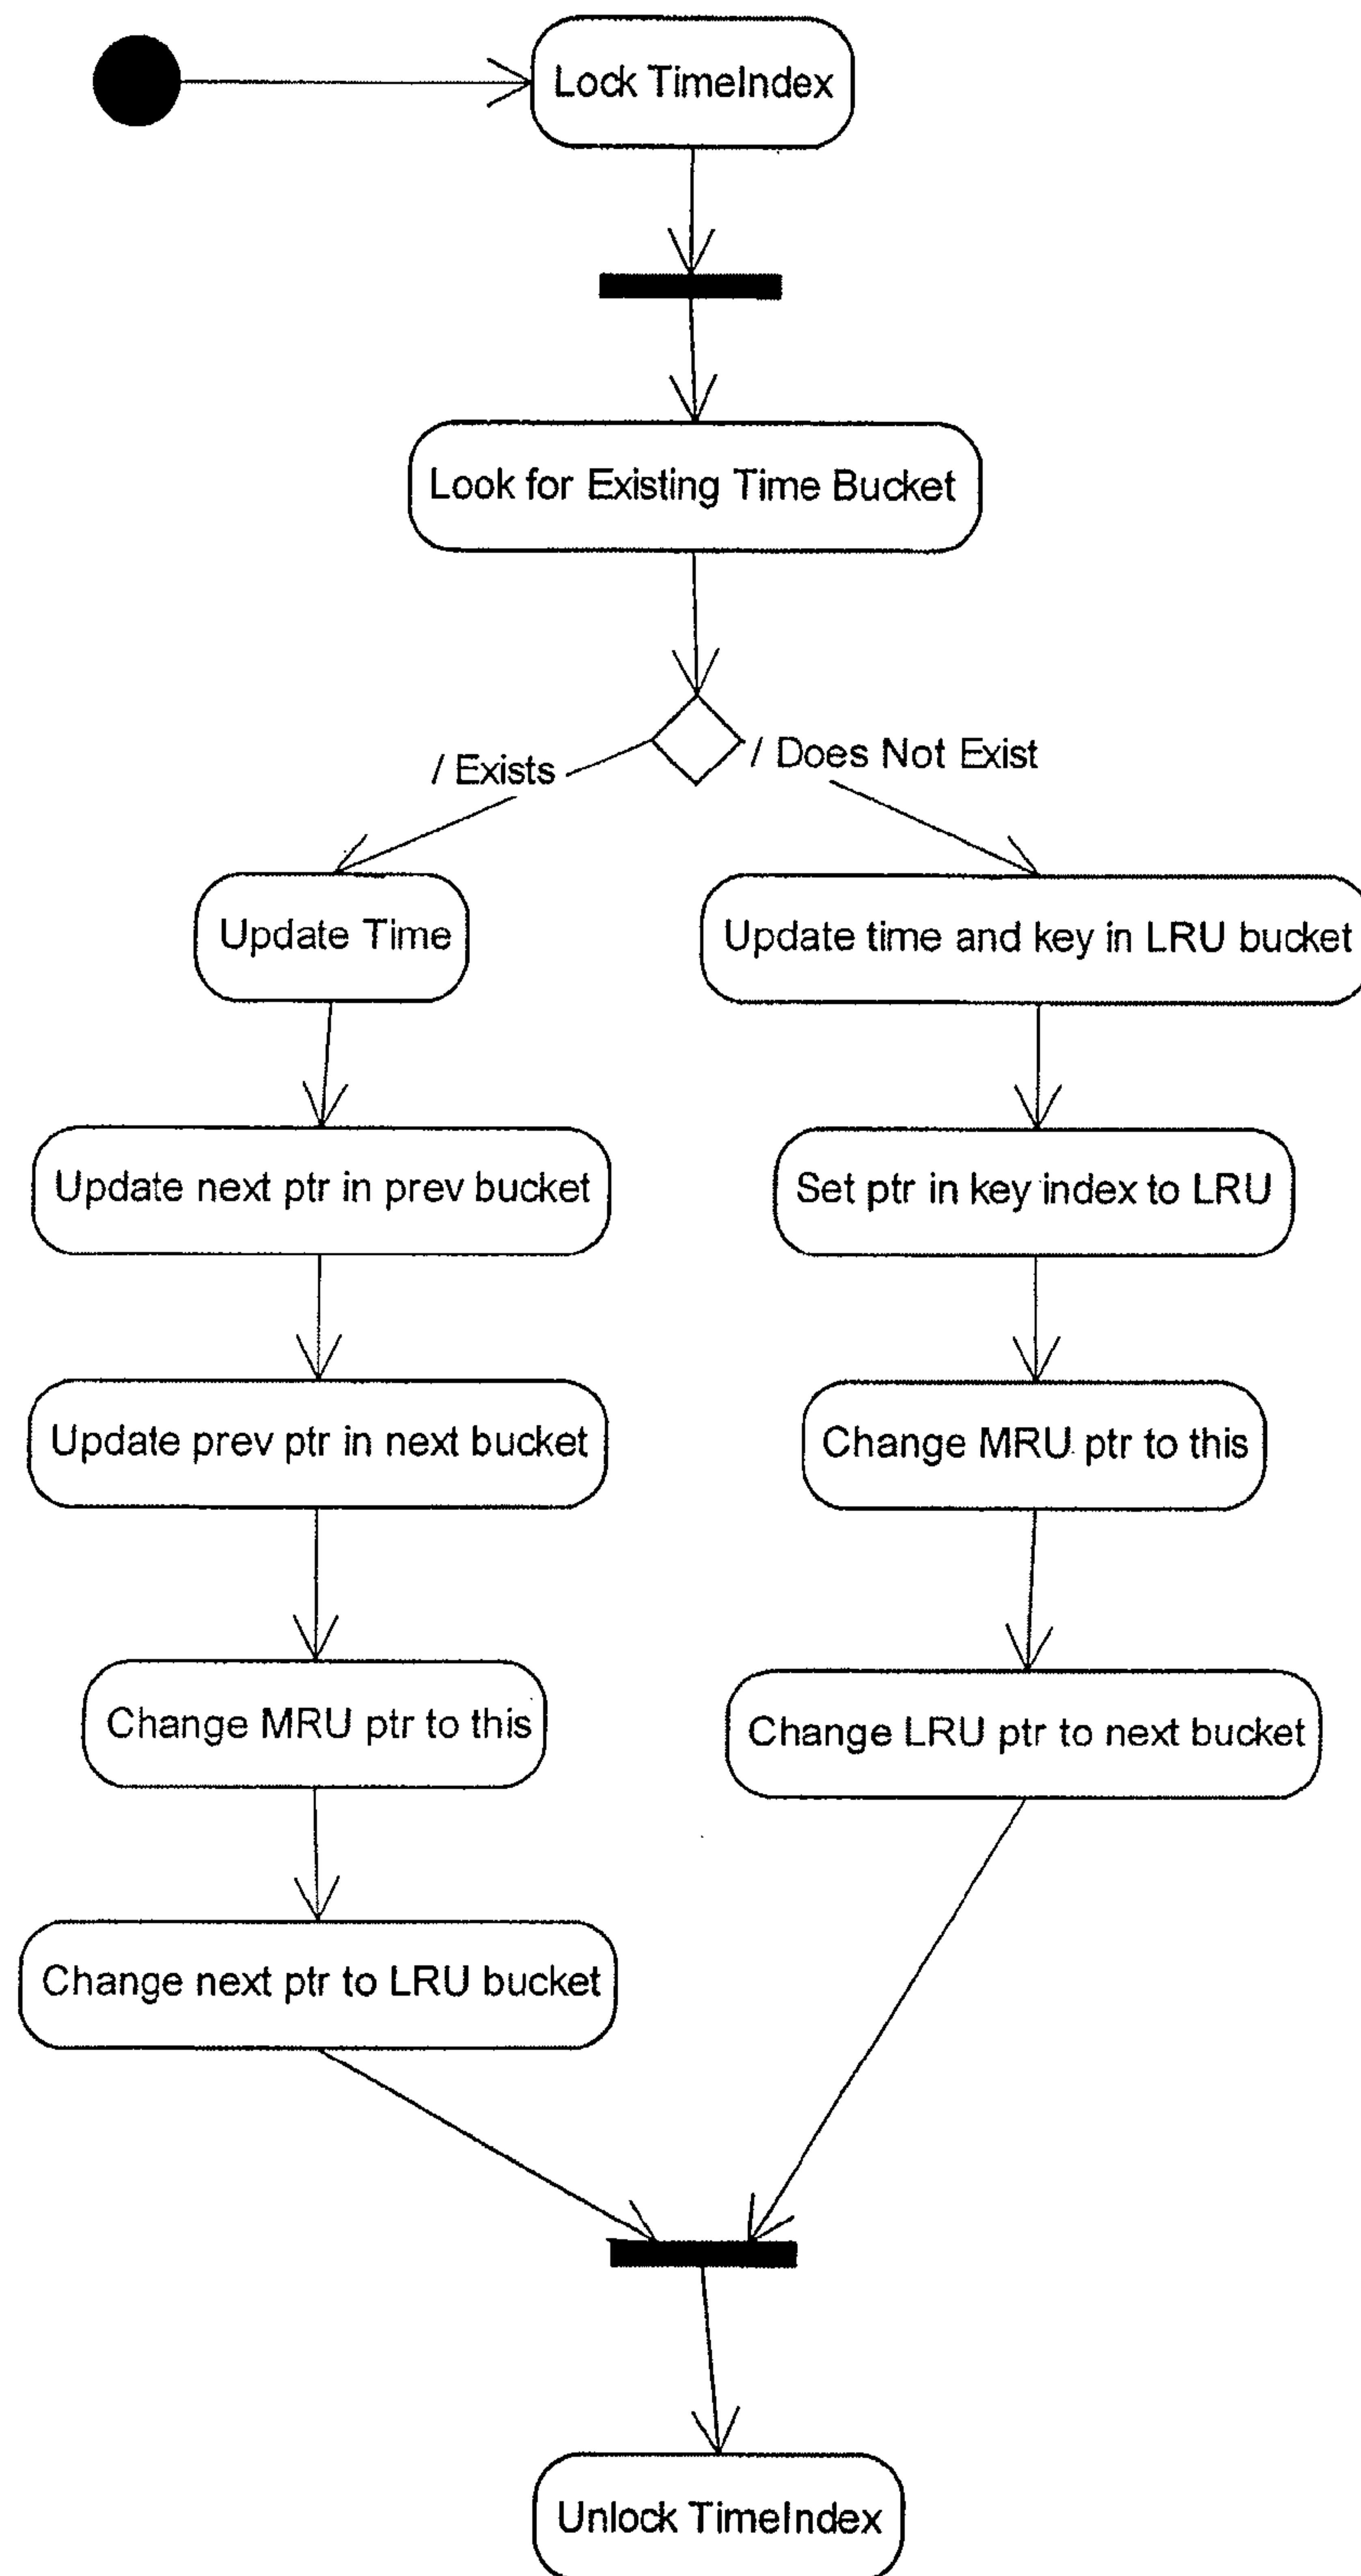 Lock TimeIndex
Look for Existing Time Bucket
/ Exists
/ Does Not Exist
Update Time
Update time and key in LRU bucket
Update next ptr in prev bucket
Set ptr in key index to LRU
Update prev ptr in next bucket
Change MRU ptr to this
Change MRU ptr to this
Change LRU ptr to next bucket
Change next ptr to LRU bucket
Unlock TimeIndex